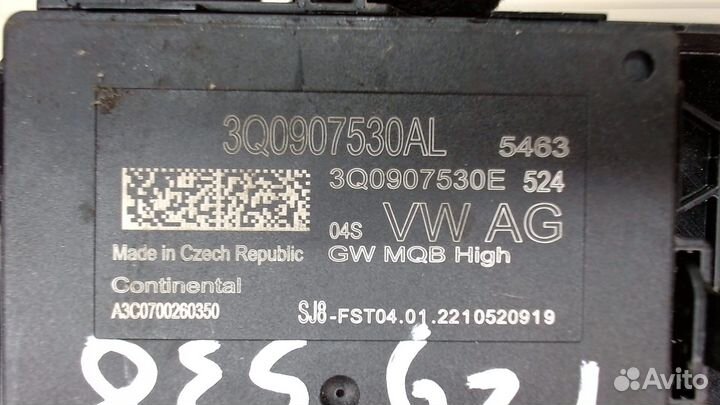 3Q0907530AL 5463
3Q0907530E 524
04S VW AG
Made in Czech Republic GW MQB High
Continental
A3C0700260350 SJ8-FST04.01.2210520919
Avito